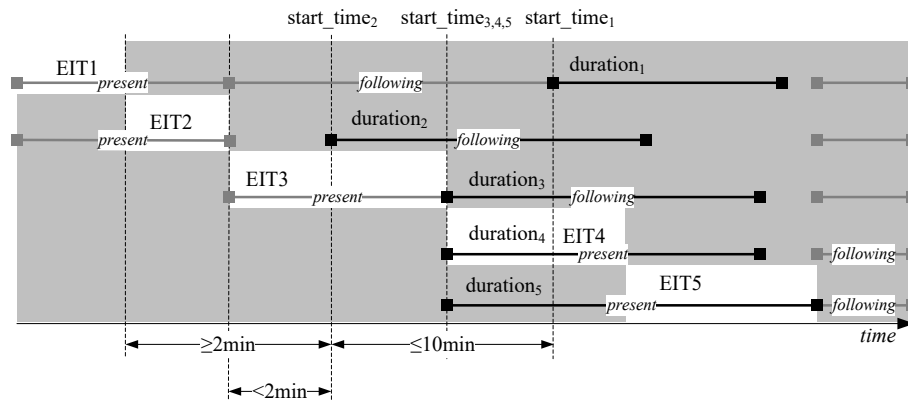 start_time2 start_time3,4,5 start_time1
EIT1 duration1
present following
EIT2 duration2
present following
EIT3 duration3
present following
duration4 EIT4
present following
duration5 EIT5
present following
time
≥2min ≤10min
<2min